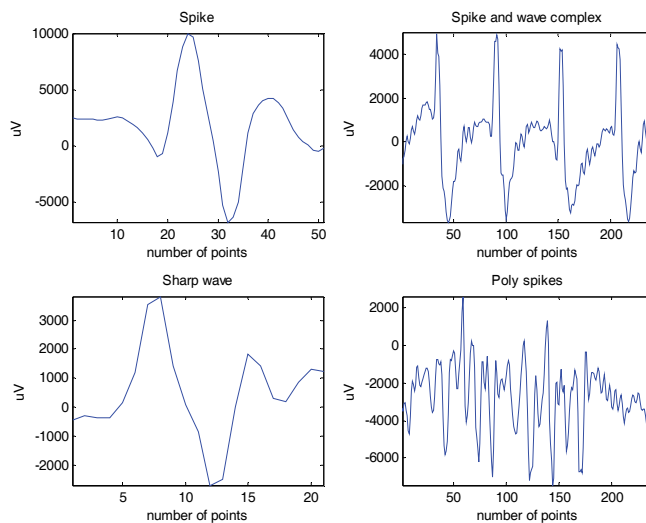 Spike
10000
5000
0
-5000
uV
10 20 30 40 50
number of points
Spike and wave complex
4000
2000
0
-2000
uV
50 100 150 200
number of points
Sharp wave
3000
2000
1000
0
-1000
-2000
uV
5 10 15 20
number of points
Poly spikes
2000
0
-2000
-4000
-6000
uV
50 100 150 200
number of points